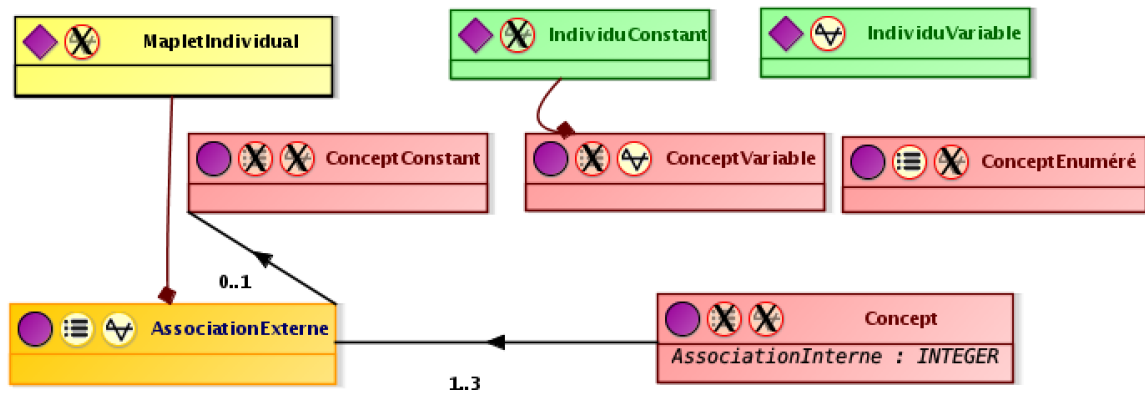 MapletIndividual
IndividuConstant
IndividuVariable
ConceptConstant
ConceptVariable
ConceptEnuméré
0..1
AssociationExterne
Concept
AssociationInterne : INTEGER
1..3